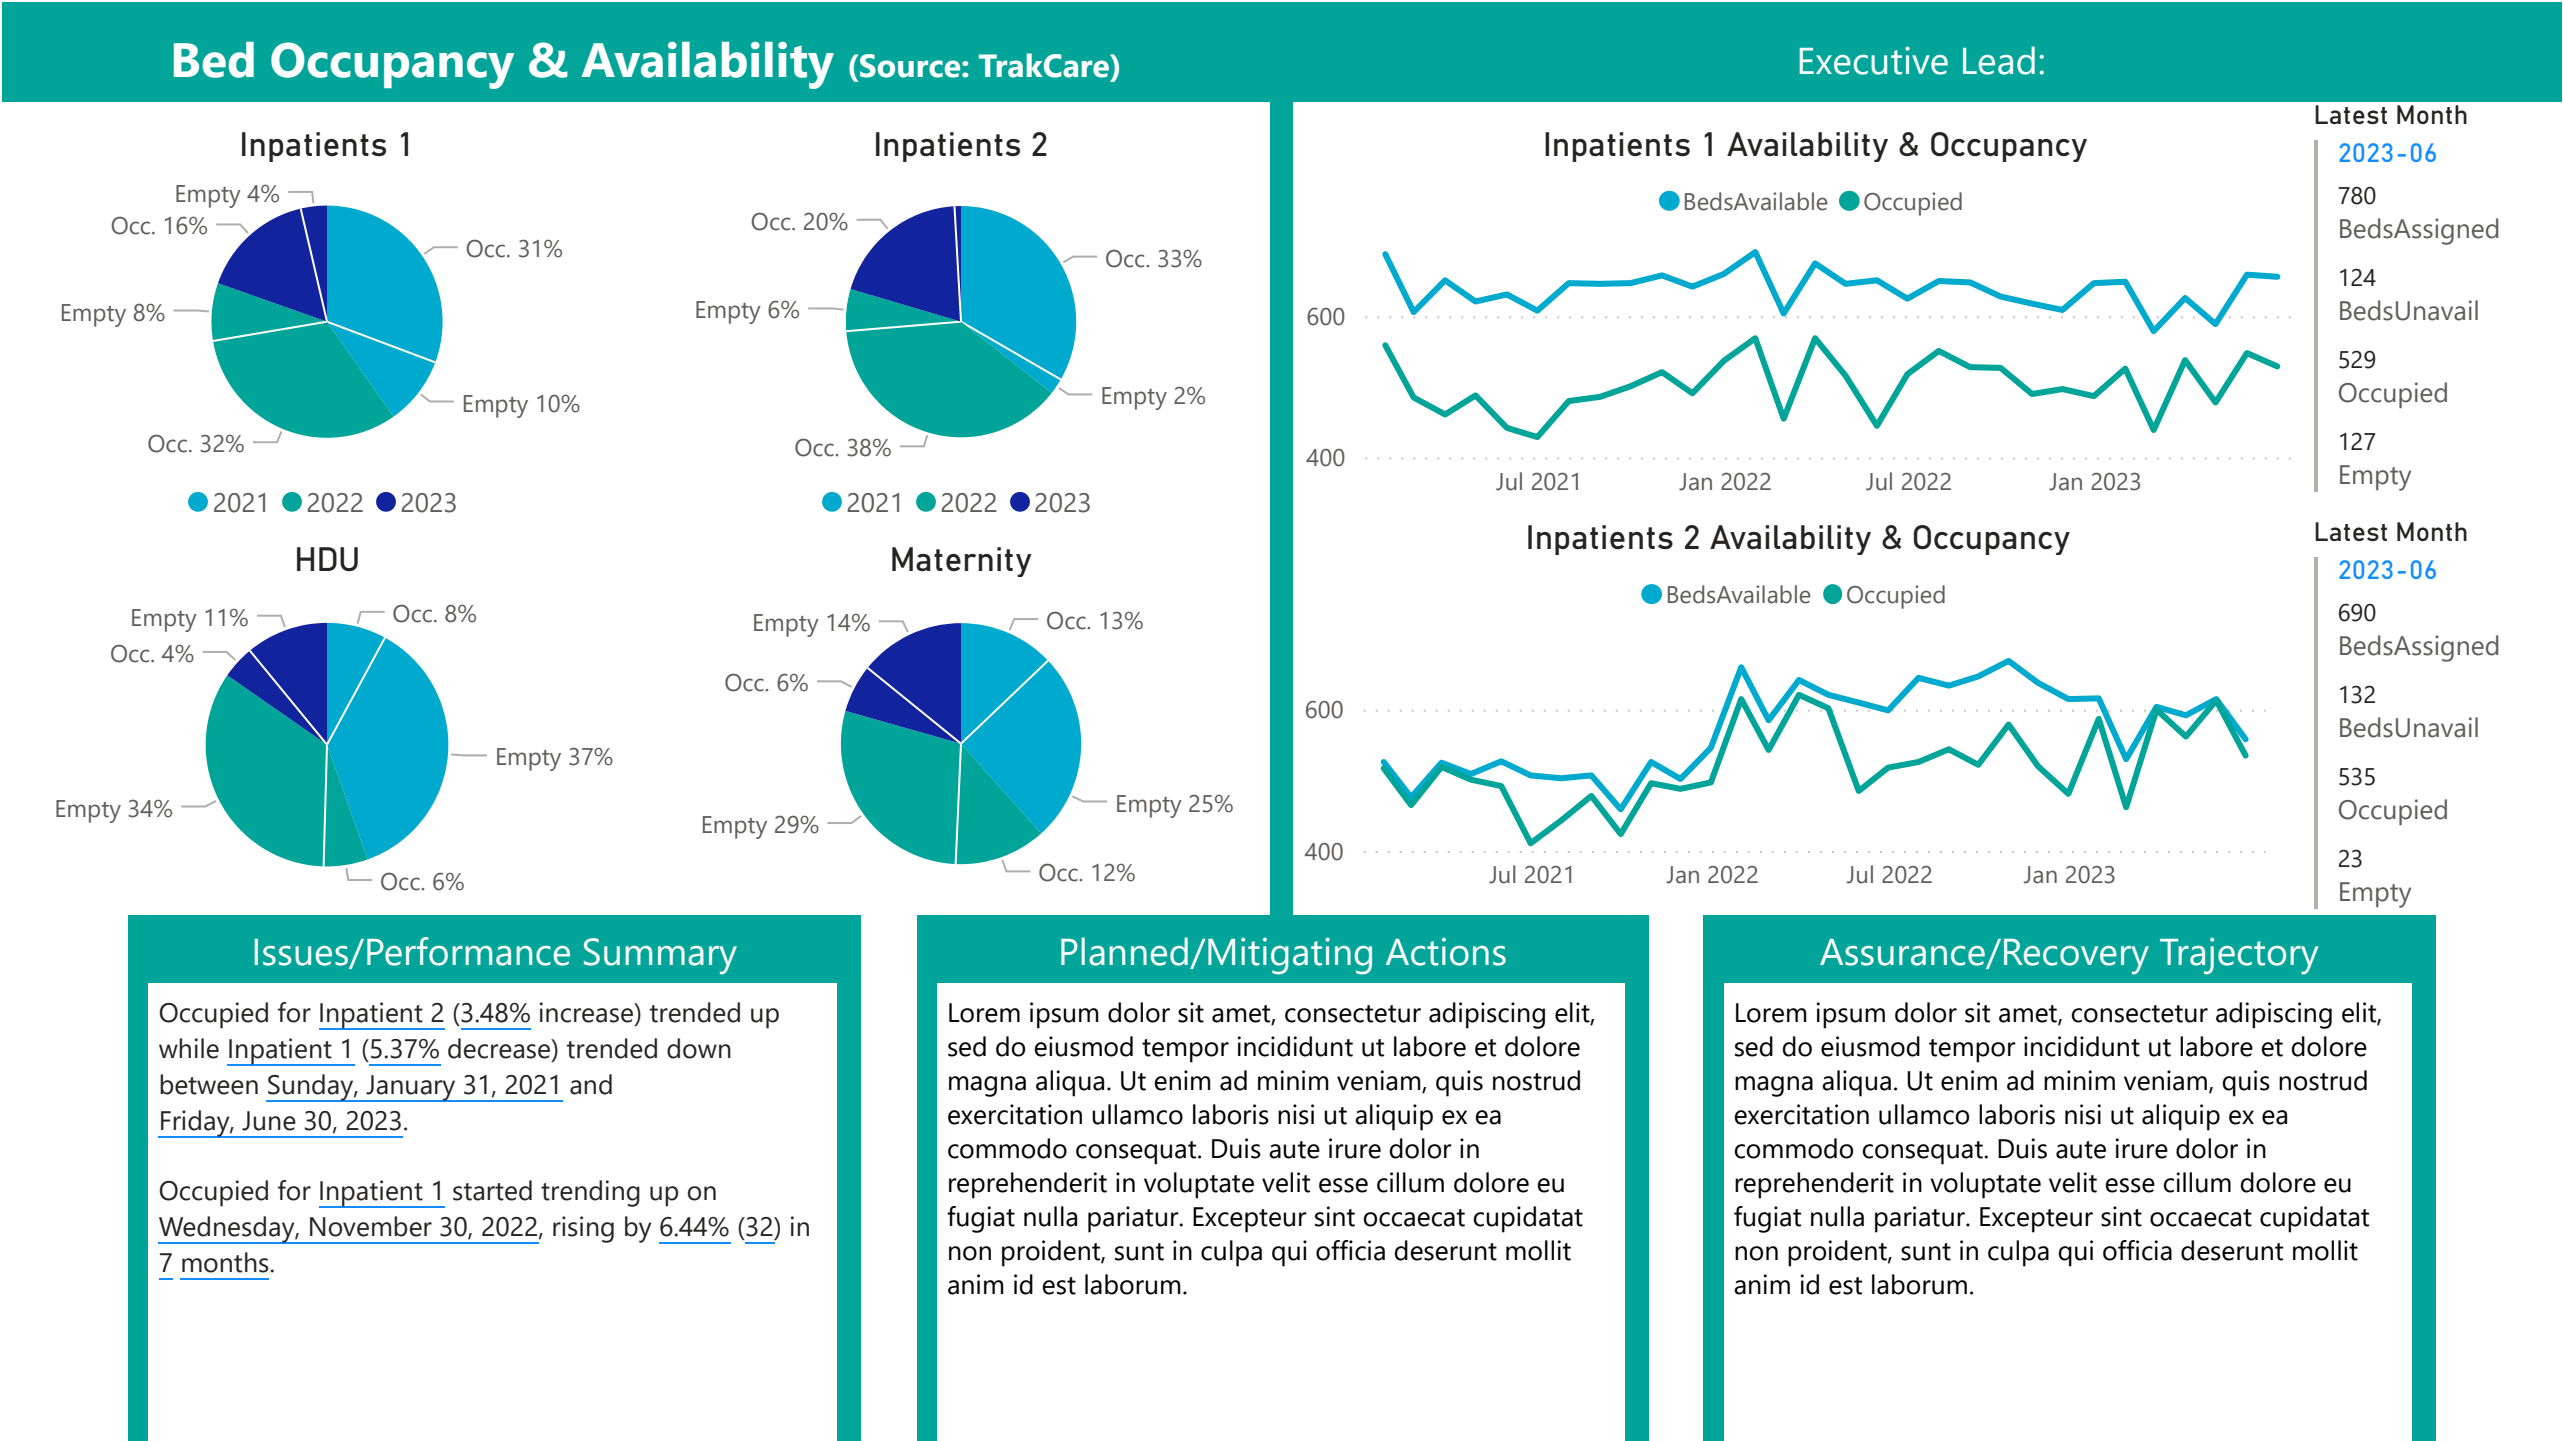 Bed Occupancy & Availability (Source: TrakCare)
Executive Lead:
Inpatients 1
Empty 4%
Occ. 16%
Occ. 31%
Empty 8%
Empty 10%
Occ. 32%
2021 2022 2023
Inpatients 2
Occ. 20%
Occ. 33%
Empty 6%
Empty 2%
Occ. 38%
2021 2022 2023
HDU
Empty 11%
Occ. 8%
Occ. 4%
Empty 37%
Empty 34%
Occ. 6%
Maternity
Empty 14%
Occ. 13%
Occ. 6%
Empty 25%
Empty 29%
Occ. 12%
Inpatients 1 Availability & Occupancy
BedsAvailable Occupied
600
400
Jul 2021 Jan 2022 Jul 2022 Jan 2023
Latest Month
2023-06
780
BedsAssigned
124
BedsUnavail
529
Occupied
127
Empty
Inpatients 2 Availability & Occupancy
BedsAvailable Occupied
600
400
Jul 2021 Jan 2022 Jul 2022 Jan 2023
Latest Month
2023-06
690
BedsAssigned
132
BedsUnavail
535
Occupied
23
Empty
Issues/Performance Summary
Occupied for Inpatient 2 (3.48% increase) trended up
while Inpatient 1 (5.37% decrease) trended down
between Sunday, January 31, 2021 and
Friday, June 30, 2023.
Occupied for Inpatient 1 started trending up on
Wednesday, November 30, 2022, rising by 6.44% (32) in
7 months.
Planned/Mitigating Actions
Lorem ipsum dolor sit amet, consectetur adipiscing elit,
sed do eiusmod tempor incididunt ut labore et dolore
magna aliqua. Ut enim ad minim veniam, quis nostrud
exercitation ullamco laboris nisi ut aliquip ex ea
commodo consequat. Duis aute irure dolor in
reprehenderit in voluptate velit esse cillum dolore eu
fugiat nulla pariatur. Excepteur sint occaecat cupidatat
non proident, sunt in culpa qui officia deserunt mollit
anim id est laborum.
Assurance/Recovery Trajectory
Lorem ipsum dolor sit amet, consectetur adipiscing elit,
sed do eiusmod tempor incididunt ut labore et dolore
magna aliqua. Ut enim ad minim veniam, quis nostrud
exercitation ullamco laboris nisi ut aliquip ex ea
commodo consequat. Duis aute irure dolor in
reprehenderit in voluptate velit esse cillum dolore eu
fugiat nulla pariatur. Excepteur sint occaecat cupidatat
non proident, sunt in culpa qui officia deserunt mollit
anim id est laborum.